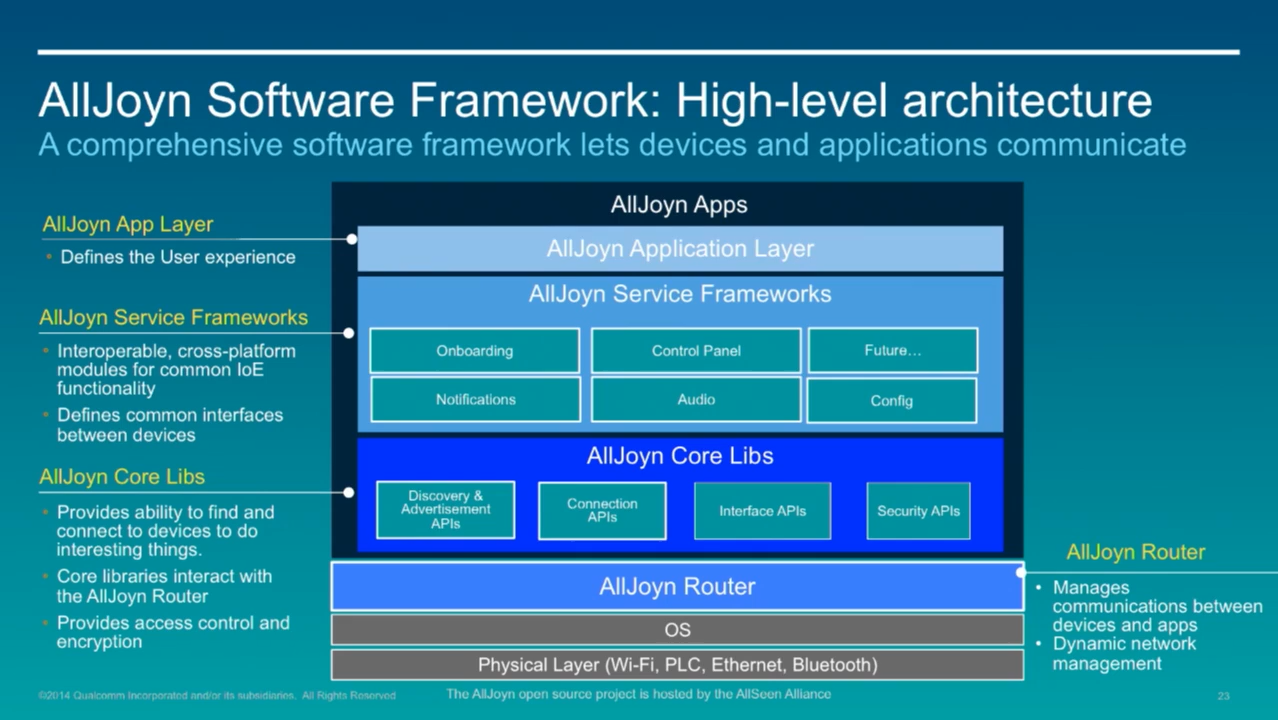 AllJoyn Software Framework: High-level architecture
A comprehensive software framework lets devices and applications communicate
AllJoyn App Layer
• Defines the User experience
AllJoyn Service Frameworks
• Interoperable, cross-platform
modules for common IoE
functionality
• Defines common interfaces
between devices
AllJoyn Core Libs
• Provides ability to find and
connect to devices to do
interesting things.
• Core libraries interact with
the AllJoyn Router
• Provides access control and
encryption
AllJoyn Apps
AllJoyn Application Layer
AllJoyn Service Frameworks
Onboarding
Control Panel
Future...
Notifications
Audio
Config
AllJoyn Core Libs
Discovery &
Advertisement
APIs
Connection
APIs
Interface APIs
Security APIs
AllJoyn Router
OS
Physical Layer (Wi-Fi, PLC, Ethernet, Bluetooth)
AllJoyn Router
• Manages
communications between
devices and apps
• Dynamic network
management
©2014 Qualcomm Incorporated and/or its subsidiaries. All Rights Reserved
The AllJoyn open source project is hosted by the AllSeen Alliance
23